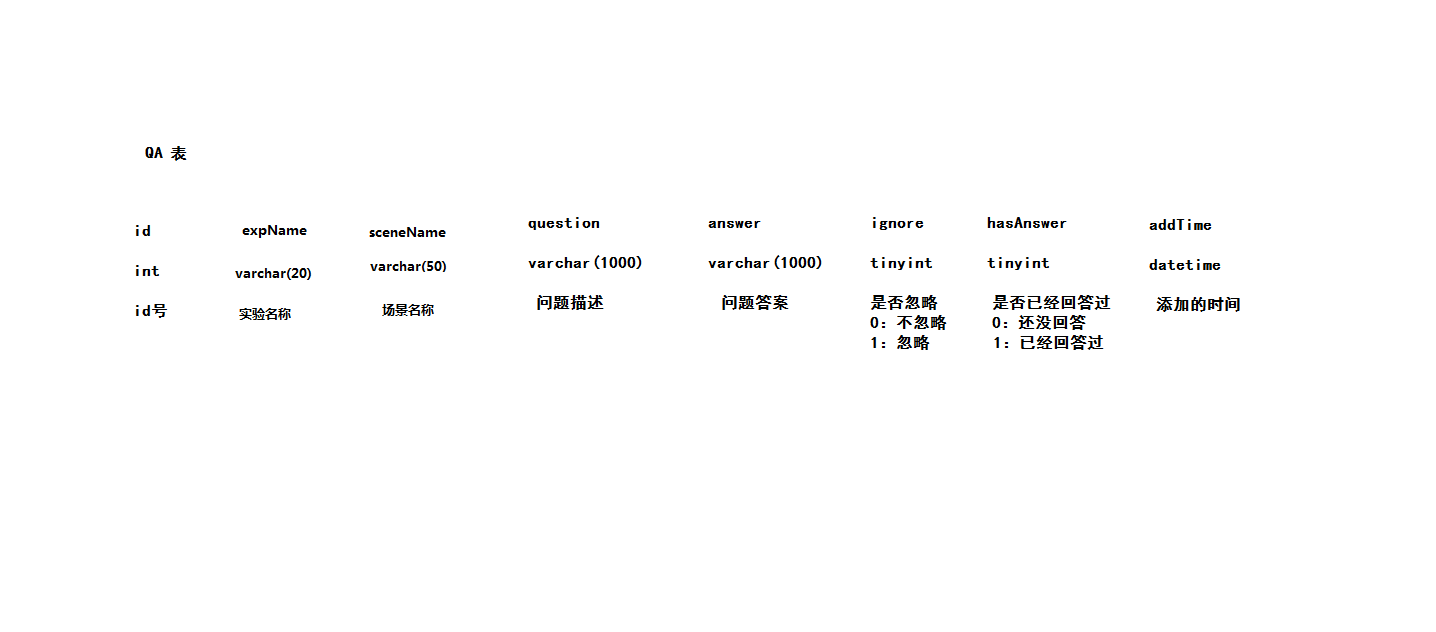 QA 表
id expName sceneName question answer ignore hasAnswer addTime
int varchar(20) varchar(50) varchar(1000) varchar(1000) tinyint tinyint datetime
id号 实验名称 场景名称 问题描述 问题答案 是否忽略 是否已经回答过 添加的时间
0: 不忽略 0: 还没回答
1: 忽略 1: 已经回答过